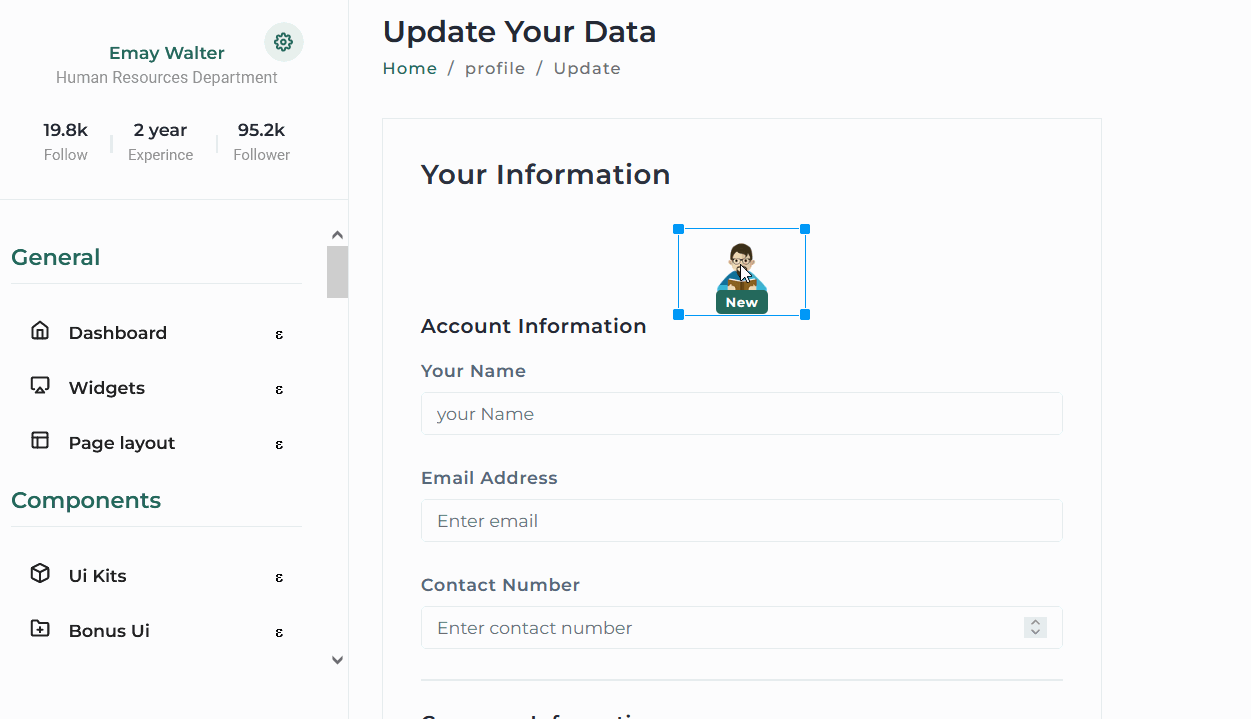 Emay Walter
Human Resources Department
19.8k
Follow
2 year
Experince
95.2k
Follower
General
Dashboard
Widgets
Page layout
Components
Ui Kits
Bonus Ui
Update Your Data
Home / profile / Update
Your Information
New
Account Information
Your Name
your Name
Email Address
Enter email
Contact Number
Enter contact number